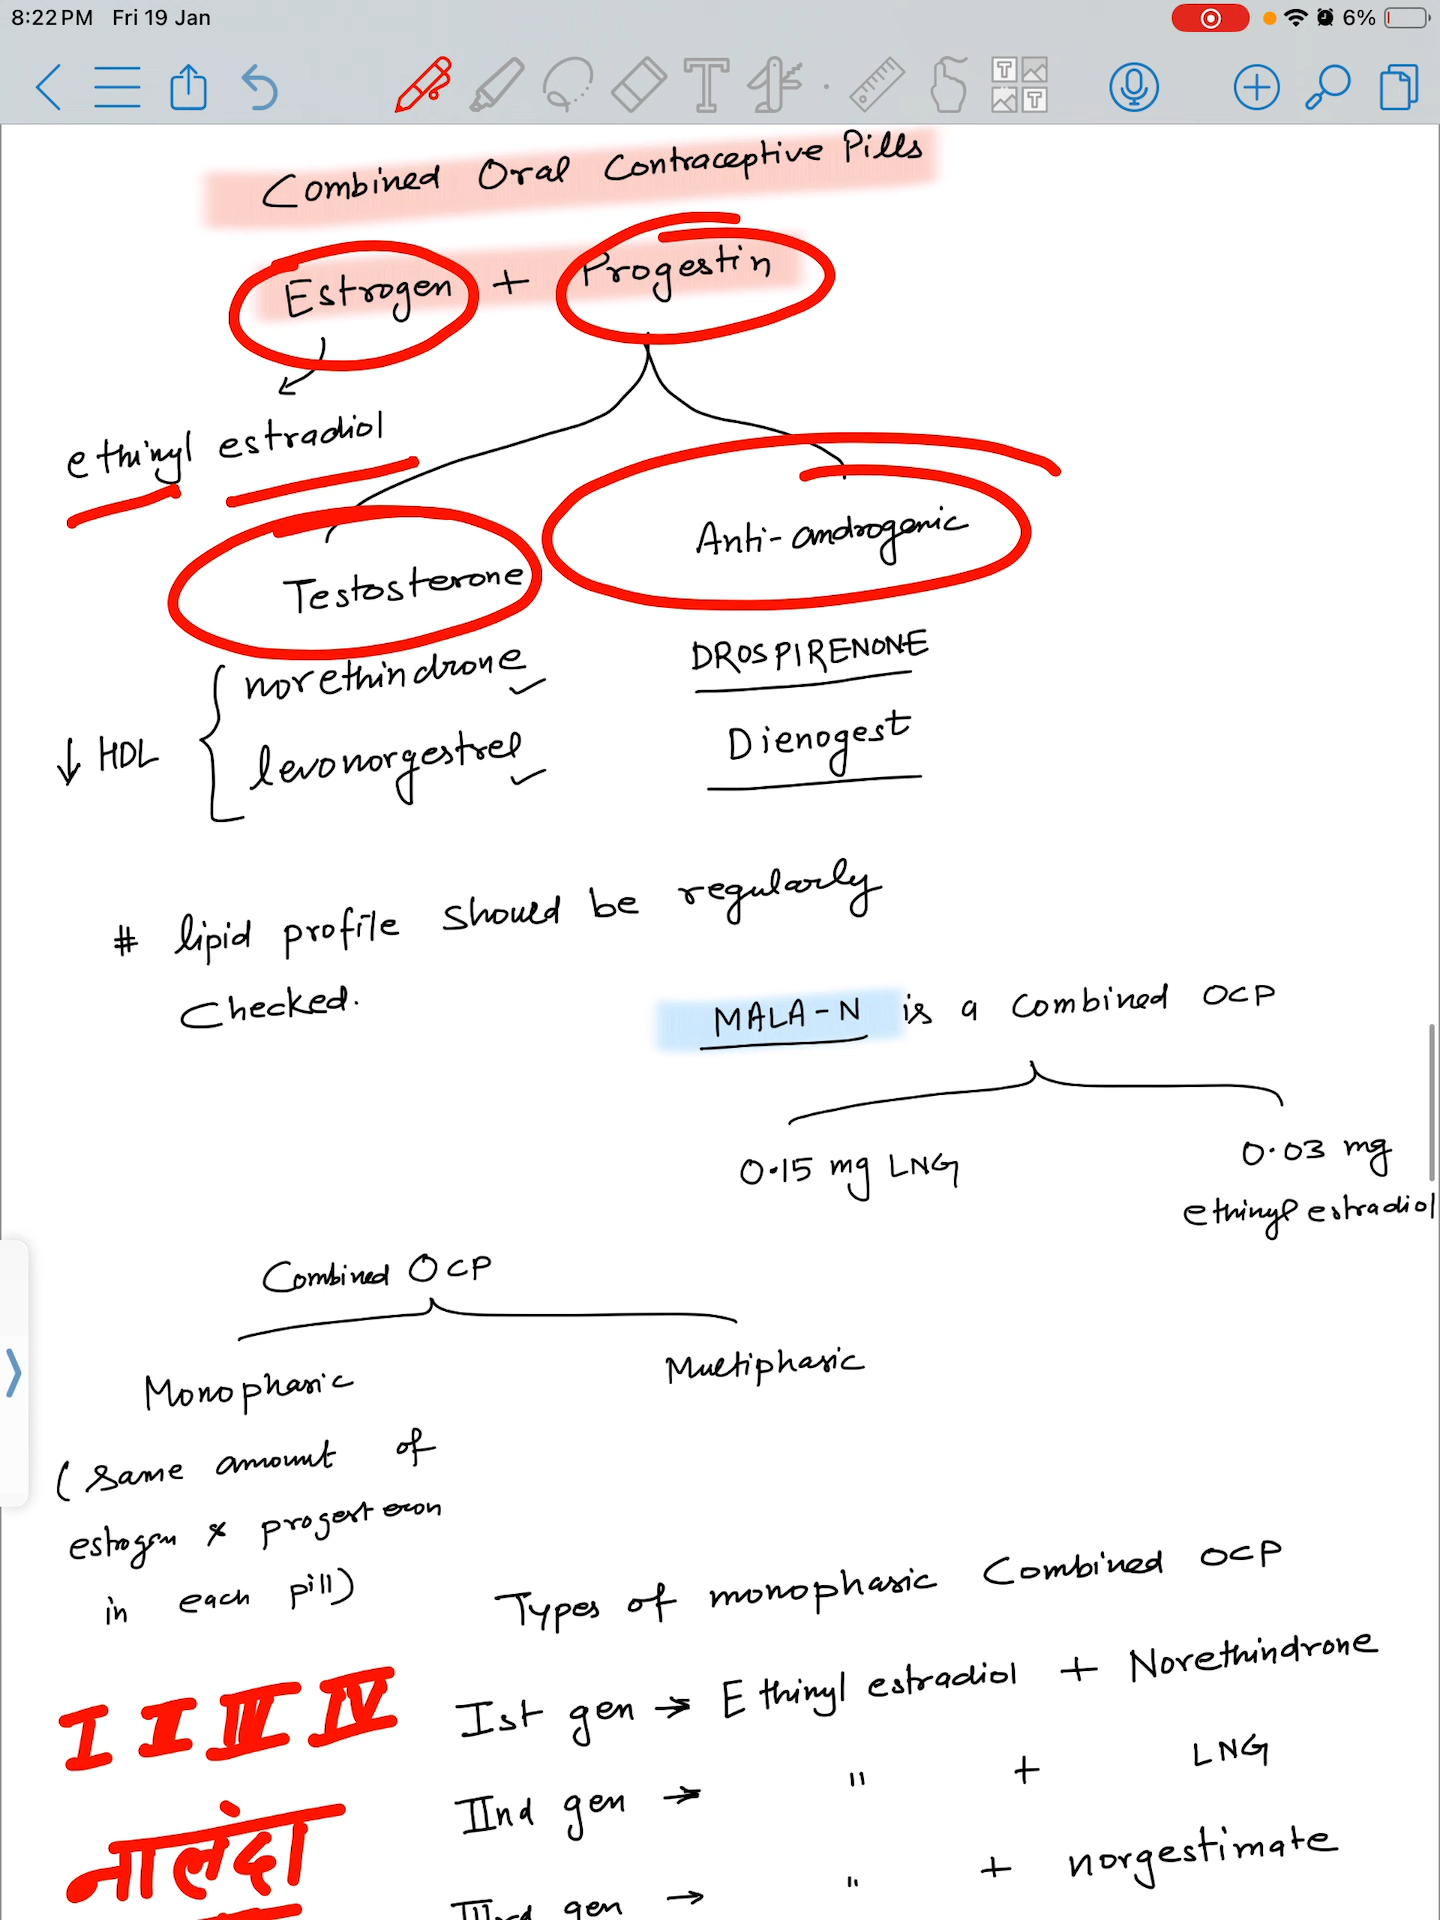 8:22 PM Fri 19 Jan
6%
Combined Oral Contraceptive Pills
Estrogen + Progestin
ethinyl estradiol
Anti-androgenic
Testosterone
DROSPIRENONE
norethindrone
Dienogest
↓ HDL
levonorgestrel
# lipid profile should be regularly
checked.
MALA-N is a combined OCP
0.15 mg LNG
0.03 mg
ethinyl estradiol
Combined OCP
Monophasic
Multiphasic
(same amount of
estrogen & progesteron
in each pill)
Types of monophasic Combined OCP
I II III IV
Ist gen → Ethinyl estradiol + Norethindrone
IInd gen → " + LNG
नालंदा
IIIrd gen → " + norgestimate